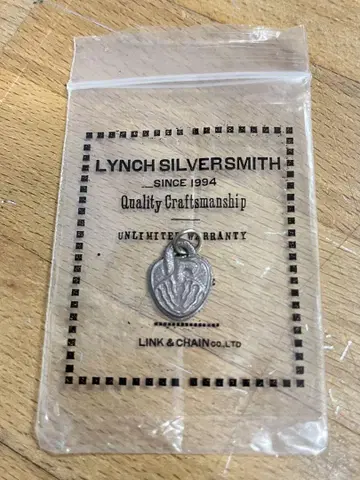 LYNCH SILVERSMITH
SINCE 1994
Quality Craftsmanship
UNLIMITED WARRANTY
LINK & CHAIN CO., LTD